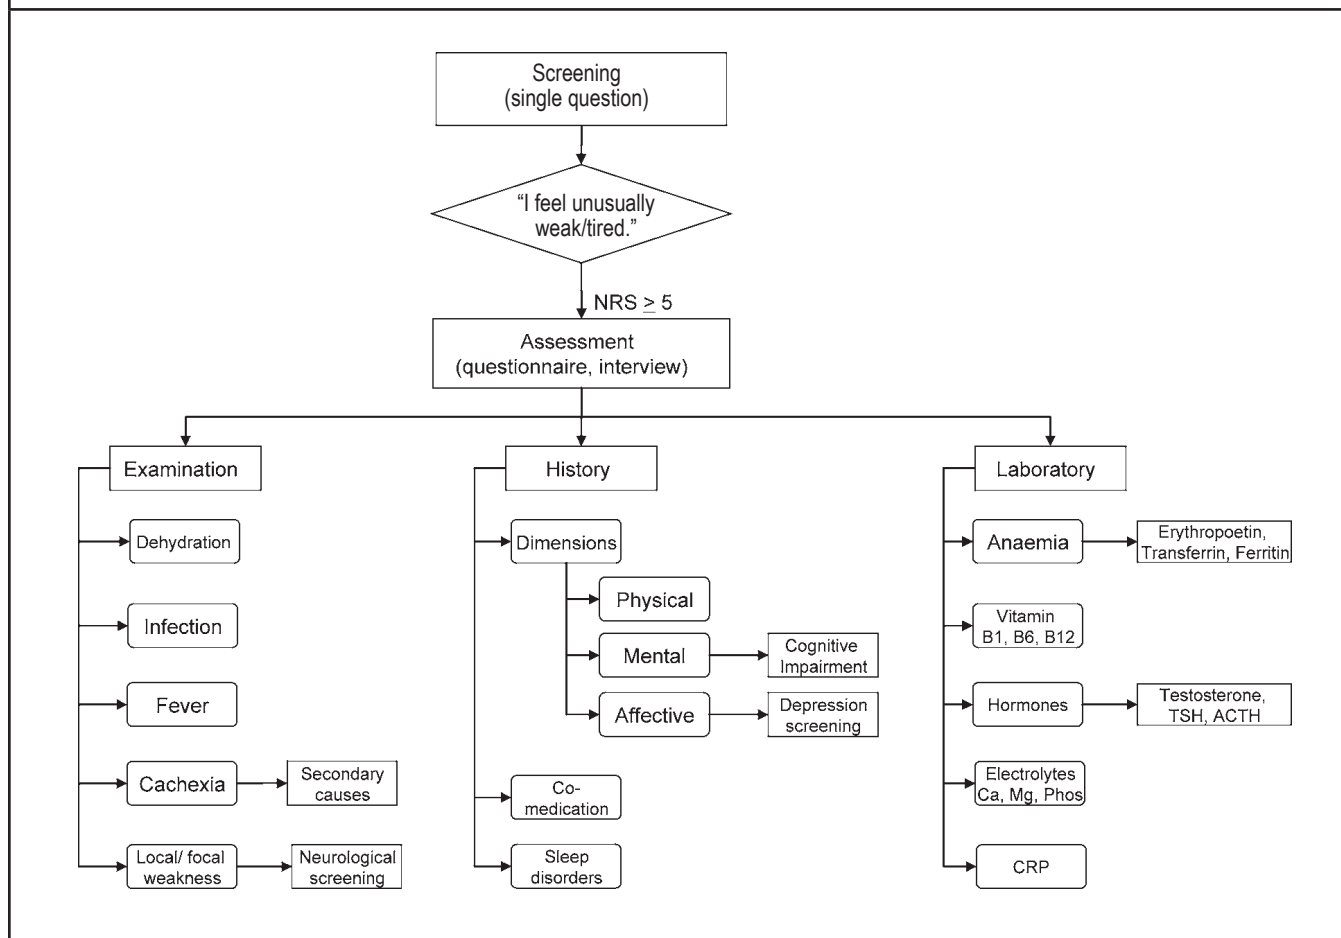 Screening
(single question)
“I feel unusually
weak/tired.”
NRS ≥ 5
Assessment
(questionnaire, interview)
Examination
Dehydration
Infection
Fever
Cachexia
Secondary
causes
Local/ focal
weakness
Neurological
screening
History
Dimensions
Physical
Mental
Cognitive
Impairment
Affective
Depression
screening
Co-
medication
Sleep
disorders
Laboratory
Anaemia
Erythropoetin,
Transferrin, Ferritin
Vitamin
B1, B6, B12
Hormones
Testosterone,
TSH, ACTH
Electrolytes
Ca, Mg, Phos
CRP